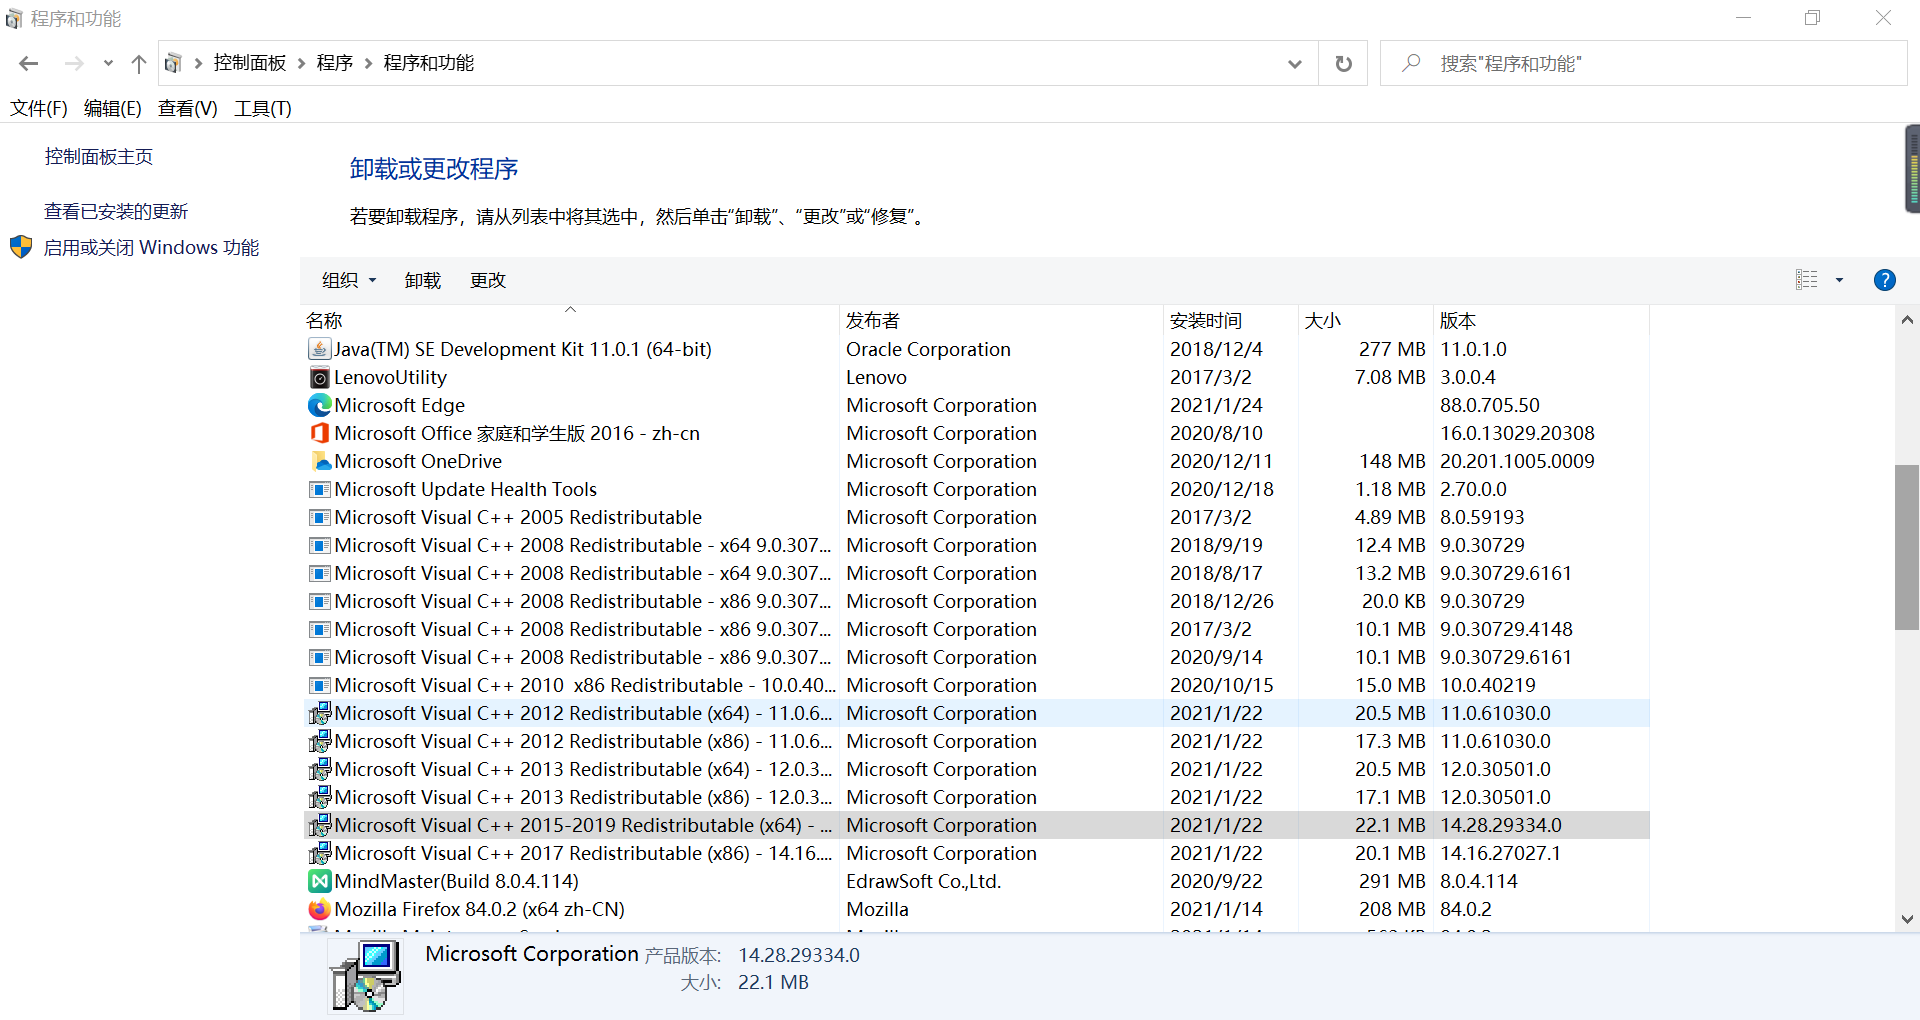 程序和功能
控制面板 程序 程序和功能 搜索"程序和功能"
文件(F) 编辑(E) 查看(V) 工具(T)
控制面板主页
查看已安装的更新
启用或关闭 Windows 功能
卸载或更改程序
若要卸载程序，请从列表中将其选中，然后单击“卸载”、“更改”或“修复”。
组织 卸载 更改
名称 发布者 安装时间 大小 版本
Java(TM) SE Development Kit 11.0.1 (64-bit) Oracle Corporation 2018/12/4 277 MB 11.0.1.0
LenovoUtility Lenovo 2017/3/2 7.08 MB 3.0.0.4
Microsoft Edge Microsoft Corporation 2021/1/24 88.0.705.50
Microsoft Office 家庭和学生版 2016 - zh-cn Microsoft Corporation 2020/8/10 16.0.13029.20308
Microsoft OneDrive Microsoft Corporation 2020/12/11 148 MB 20.201.1005.0009
Microsoft Update Health Tools Microsoft Corporation 2020/12/18 1.18 MB 2.70.0.0
Microsoft Visual C++ 2005 Redistributable Microsoft Corporation 2017/3/2 4.89 MB 8.0.59193
Microsoft Visual C++ 2008 Redistributable - x64 9.0.307... Microsoft Corporation 2018/9/19 12.4 MB 9.0.30729
Microsoft Visual C++ 2008 Redistributable - x64 9.0.307... Microsoft Corporation 2018/8/17 13.2 MB 9.0.30729.6161
Microsoft Visual C++ 2008 Redistributable - x86 9.0.307... Microsoft Corporation 2018/12/26 20.0 KB 9.0.30729
Microsoft Visual C++ 2008 Redistributable - x86 9.0.307... Microsoft Corporation 2017/3/2 10.1 MB 9.0.30729.4148
Microsoft Visual C++ 2008 Redistributable - x86 9.0.307... Microsoft Corporation 2020/9/14 10.1 MB 9.0.30729.6161
Microsoft Visual C++ 2010  x86 Redistributable - 10.0.40... Microsoft Corporation 2020/10/15 15.0 MB 10.0.40219
Microsoft Visual C++ 2012 Redistributable (x64) - 11.0.6... Microsoft Corporation 2021/1/22 20.5 MB 11.0.61030.0
Microsoft Visual C++ 2012 Redistributable (x86) - 11.0.6... Microsoft Corporation 2021/1/22 17.3 MB 11.0.61030.0
Microsoft Visual C++ 2013 Redistributable (x64) - 12.0.3... Microsoft Corporation 2021/1/22 20.5 MB 12.0.30501.0
Microsoft Visual C++ 2013 Redistributable (x86) - 12.0.3... Microsoft Corporation 2021/1/22 17.1 MB 12.0.30501.0
Microsoft Visual C++ 2015-2019 Redistributable (x64) - ... Microsoft Corporation 2021/1/22 22.1 MB 14.28.29334.0
Microsoft Visual C++ 2017 Redistributable (x86) - 14.16.... Microsoft Corporation 2021/1/22 20.1 MB 14.16.27027.1
MindMaster(Build 8.0.4.114) EdrawSoft Co.,Ltd. 2020/9/22 291 MB 8.0.4.114
Mozilla Firefox 84.0.2 (x64 zh-CN) Mozilla 2021/1/14 208 MB 84.0.2
Microsoft Corporation 产品版本: 14.28.29334.0
大小: 22.1 MB